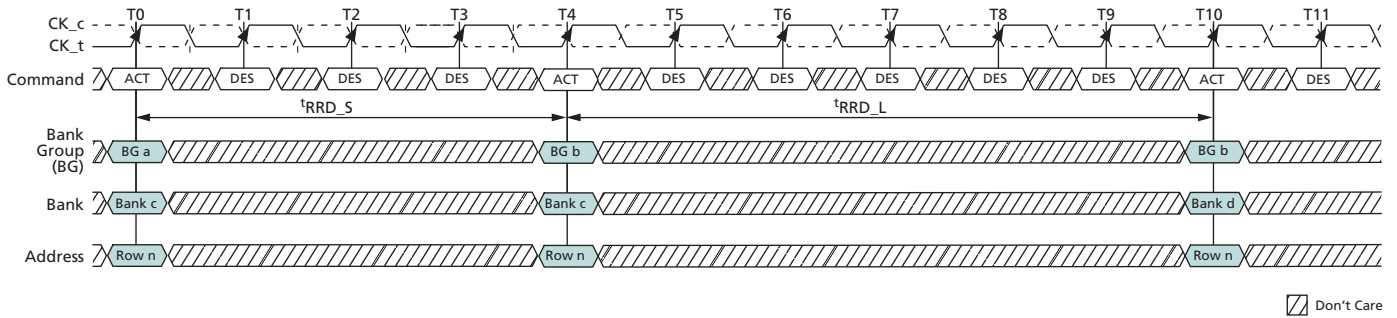 T0 T1 T2 T3 T4 T5 T6 T7 T8 T9 T10 T11
CK_c
CK_t
Command ACT DES DES DES ACT DES DES DES DES DES ACT DES
tRRD_S tRRD_L
Bank
Group
(BG)
BG a BG b BG b
Bank Bank c Bank c Bank d
Address Row n Row n Row n
Don't Care